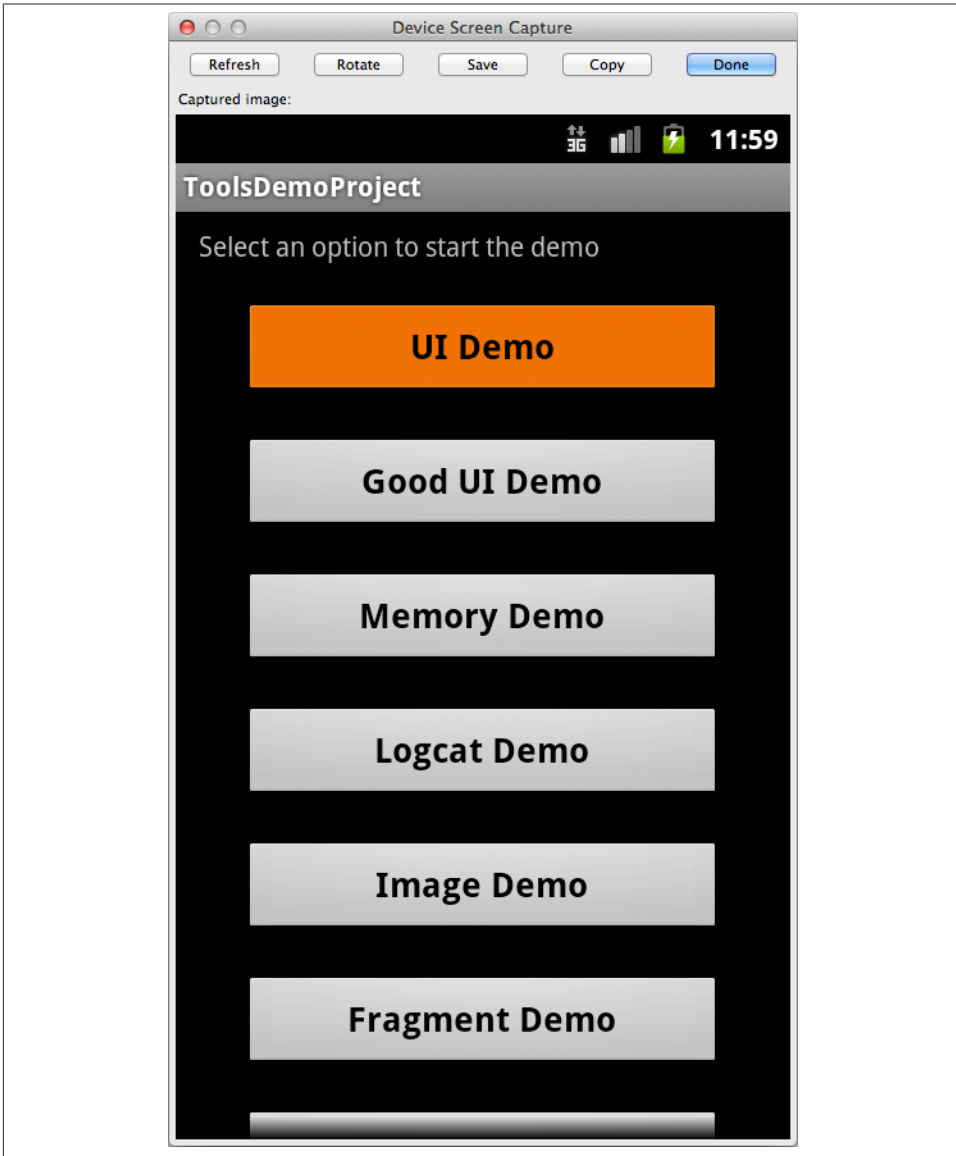 Device Screen Capture
Refresh Rotate Save Copy Done
Captured image:
3G 11:59
ToolsDemoProject
Select an option to start the demo
UI Demo
Good UI Demo
Memory Demo
Logcat Demo
Image Demo
Fragment Demo